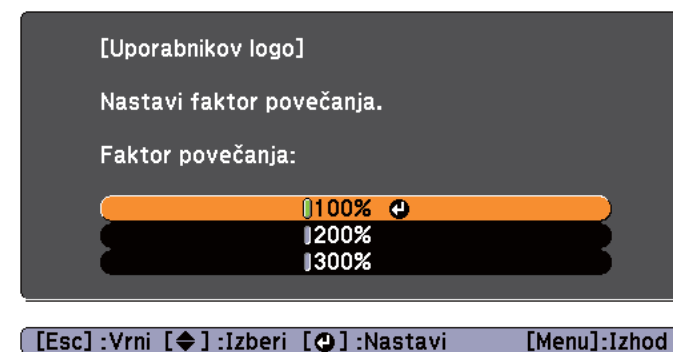 [Uporabnikov logo]
Nastavi faktor povečanja.
Faktor povečanja:
100%
200%
300%
[Esc] :Vrni [◆] :Izberi [↵] :Nastavi [Menu]:Izhod